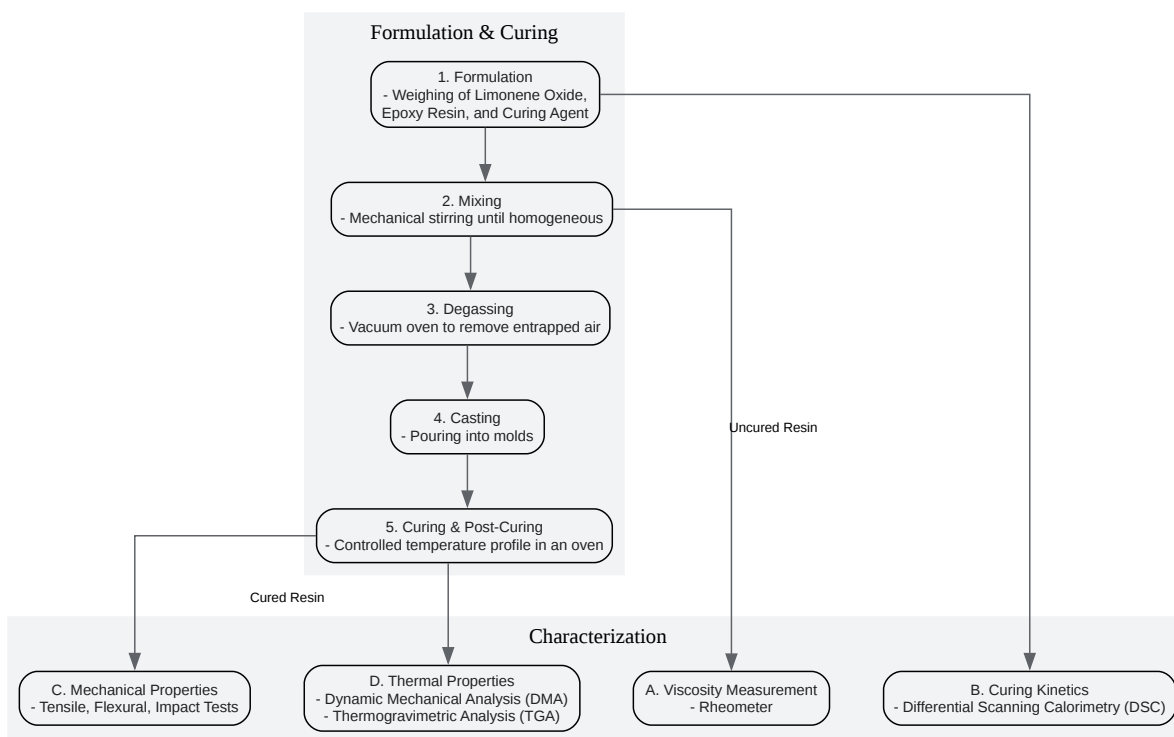 Formulation & Curing
1. Formulation
- Weighing of Limonene Oxide,
Epoxy Resin, and Curing Agent
2. Mixing
- Mechanical stirring until homogeneous
3. Degassing
- Vacuum oven to remove entrapped air
4. Casting
- Pouring into molds
Uncured Resin
5. Curing & Post-Curing
- Controlled temperature profile in an oven
Cured Resin
Characterization
C. Mechanical Properties
- Tensile, Flexural, Impact Tests
D. Thermal Properties
- Dynamic Mechanical Analysis (DMA)
- Thermogravimetric Analysis (TGA)
A. Viscosity Measurement
- Rheometer
B. Curing Kinetics
- Differential Scanning Calorimetry (DSC)